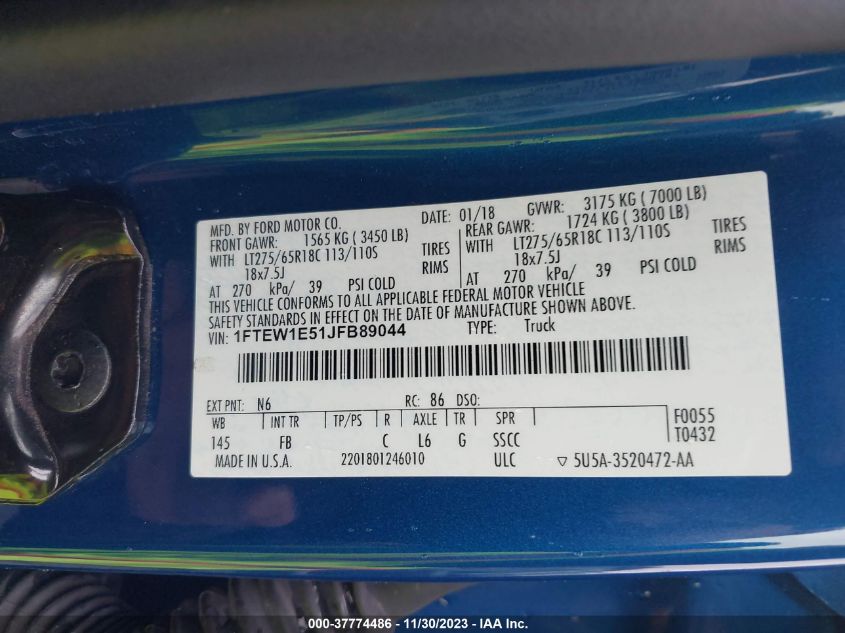 MFD. BY FORD MOTOR CO.
DATE: 01/18 GVWR: 3175 KG ( 7000 LB)
FRONT GAWR: 1565 KG ( 3450 LB)
WITH LT275/65R18C 113/110S TIRES
18x7.5J RIMS
AT 270 kPa/ 39 PSI COLD
REAR GAWR: 1724 KG ( 3800 LB)
WITH LT275/65R18C 113/110S TIRES
18x7.5J RIMS
AT 270 kPa/ 39 PSI COLD
THIS VEHICLE CONFORMS TO ALL APPLICABLE FEDERAL MOTOR VEHICLE
SAFETY STANDARDS IN EFFECT ON THE DATE OF MANUFACTURE SHOWN ABOVE.
VIN: 1FTEW1E51JFB89044 TYPE: Truck
EXT PNT: N6 RC: 86 DSO:
WB INT TR TP/PS R AXLE TR SPR F0055
145 FB C L6 G SSCC T0432
MADE IN U.S.A. 2201801246010 ULC ▽ 5U5A-3520472-AA
000-37774486 - 11/30/2023 - IAA Inc.